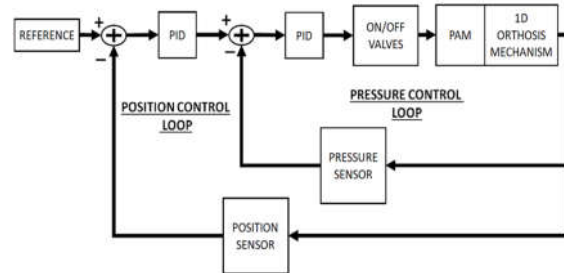 REFERENCE
+
−
PID
+
−
PID
ON/OFF
VALVES
PAM
1D
ORTHOSIS
MECHANISM
POSITION CONTROL
LOOP
PRESSURE CONTROL
LOOP
PRESSURE
SENSOR
POSITION
SENSOR